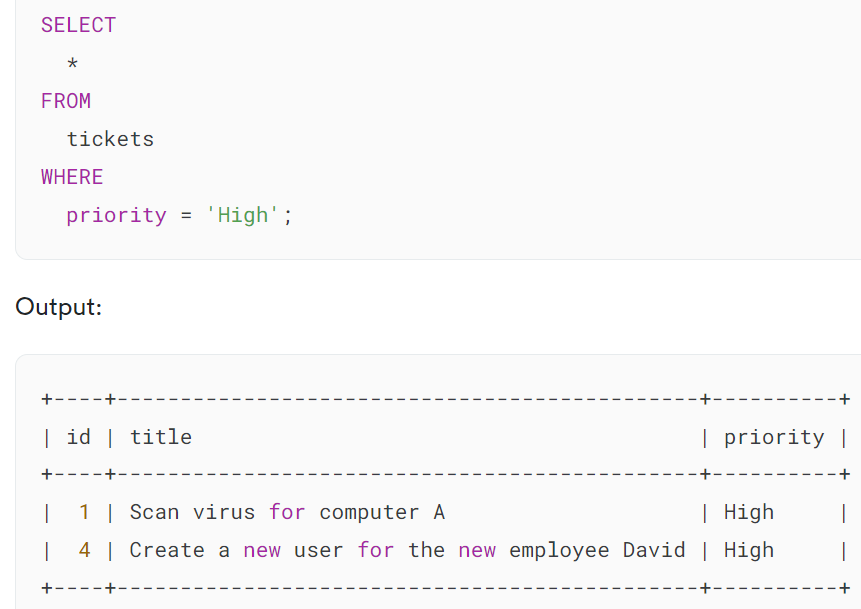 SELECT
  *
FROM
  tickets
WHERE
  priority = 'High';
Output:
+----+----------------------------------------------+----------+
| id | title                                        | priority |
+----+----------------------------------------------+----------+
|  1 | Scan virus for computer A                    | High     |
|  4 | Create a new user for the new employee David | High     |
+----+----------------------------------------------+----------+